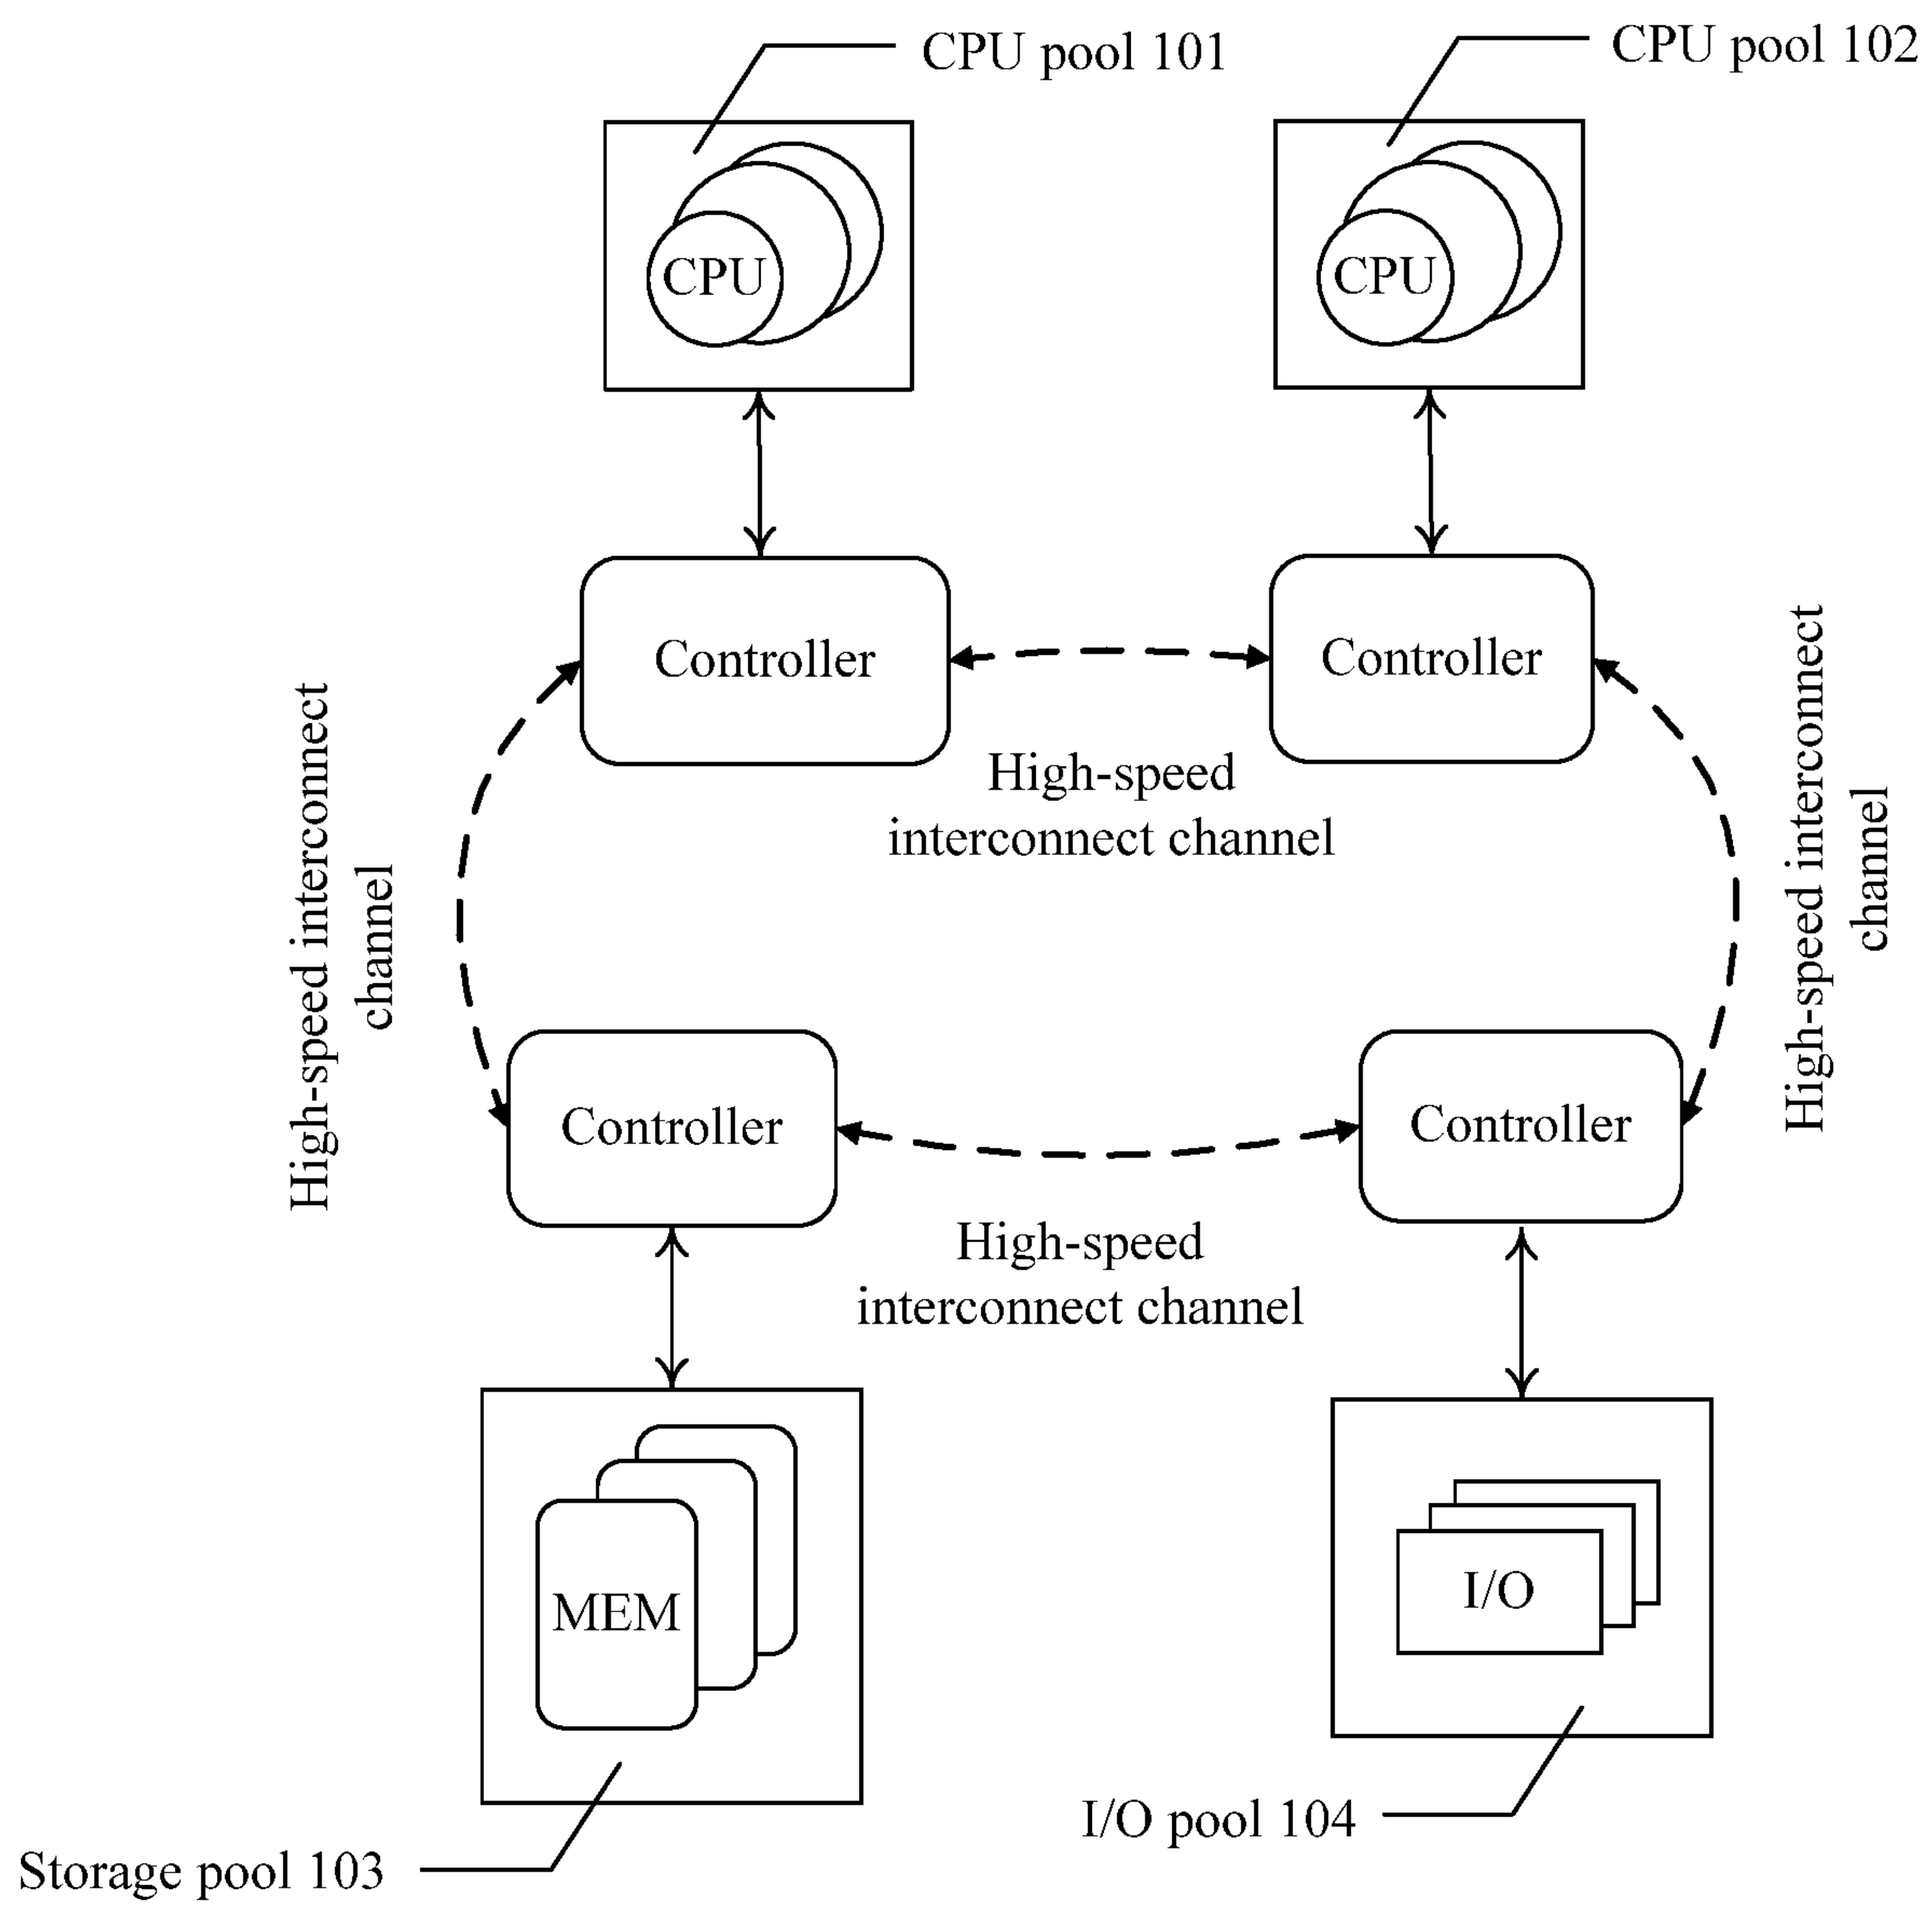 CPU pool 101
CPU pool 102
CPU
CPU
Controller
Controller
High-speed
interconnect channel
High-speed interconnect
channel
High-speed interconnect
channel
Controller
Controller
High-speed
interconnect channel
MEM
I/O
I/O pool 104
Storage pool 103